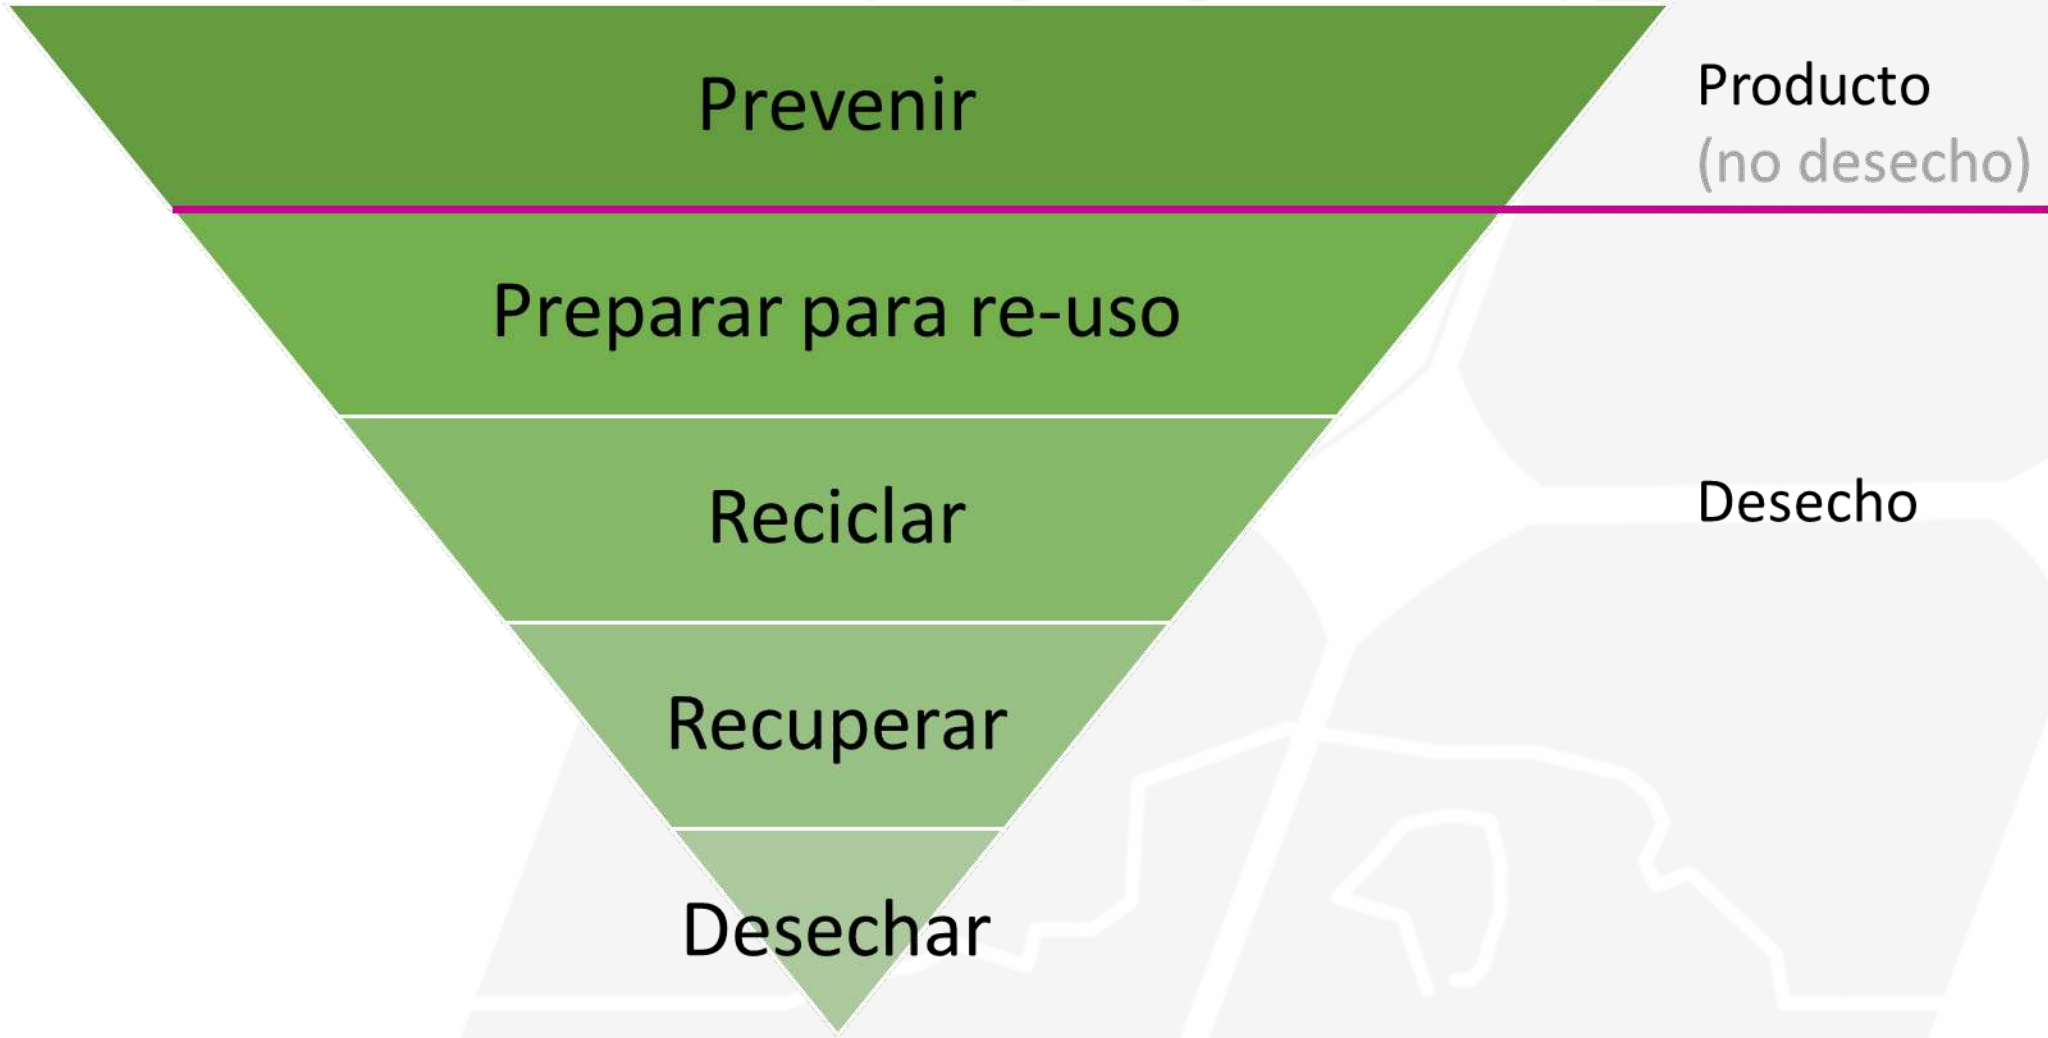 Prevenir
Producto
(no desecho)
Preparar para re-uso
Reciclar
Desecho
Recuperar
Desechar